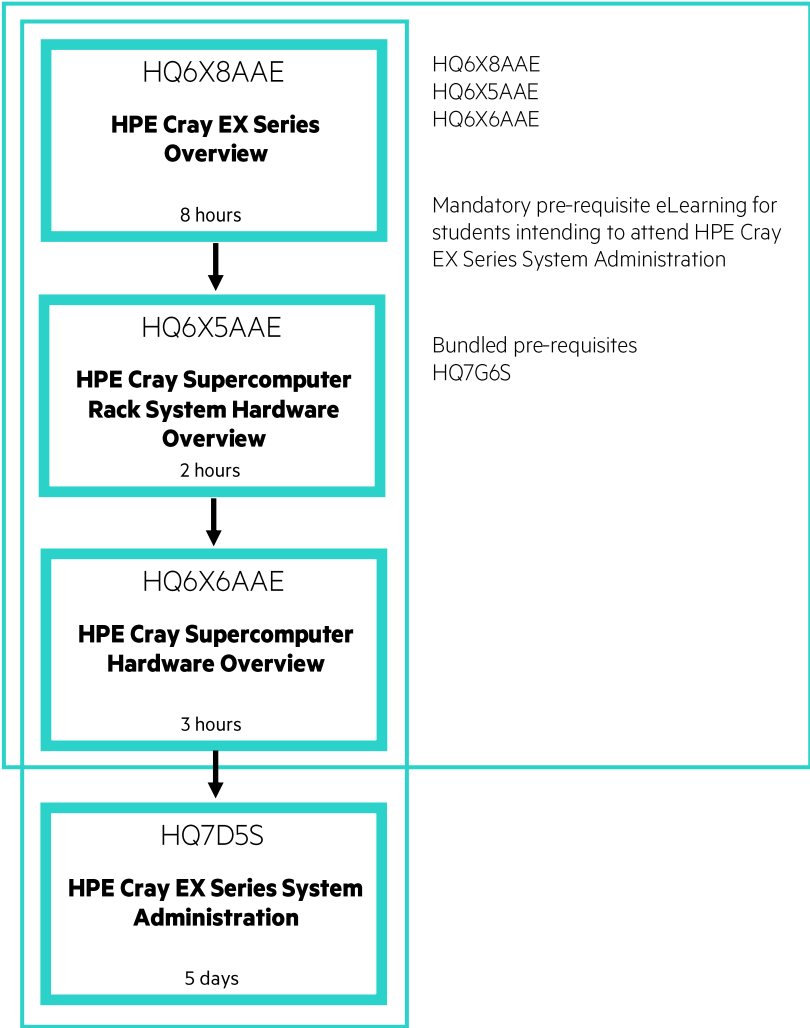 HQ6X8AAE
HPE Cray EX Series
Overview
8 hours
HQ6X5AAE
HPE Cray Supercomputer
Rack System Hardware
Overview
2 hours
HQ6X6AAE
HPE Cray Supercomputer
Hardware Overview
3 hours
HQ7D5S
HPE Cray EX Series System
Administration
5 days
HQ6X8AAE
HQ6X5AAE
HQ6X6AAE
Mandatory pre-requisite eLearning for
students intending to attend HPE Cray
EX Series System Administration
Bundled pre-requisites
HQ7G6S